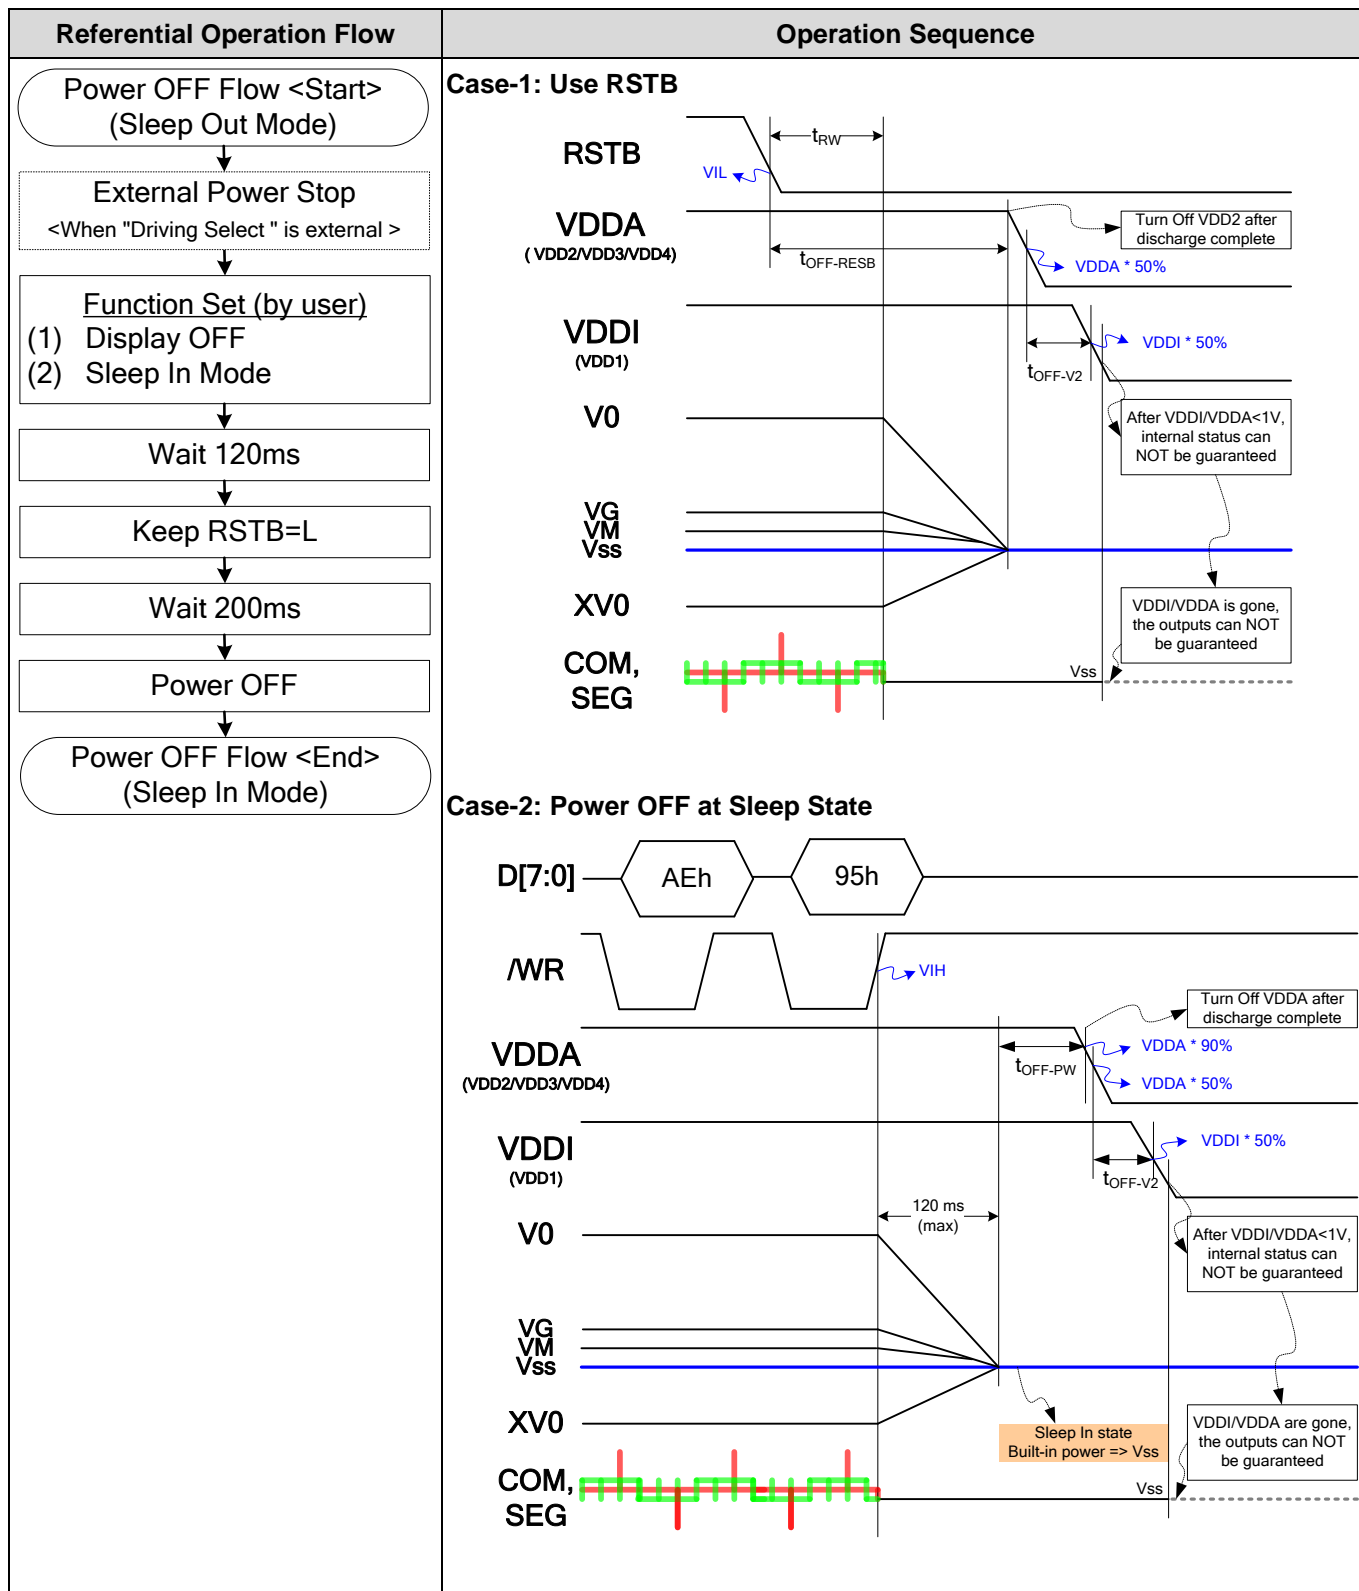 Referential Operation Flow
Operation Sequence
Power OFF Flow <Start>
(Sleep Out Mode)
External Power Stop
<When "Driving Select " is external >
Function Set (by user)
(1) Display OFF
(2) Sleep In Mode
Wait 120ms
Keep RSTB=L
Wait 200ms
Power OFF
Power OFF Flow <End>
(Sleep In Mode)
Case-1: Use RSTB
RSTB
tRW
VIL
VDDA
( VDD2/VDD3/VDD4)
Turn Off VDD2 after
discharge complete
tOFF-RESB
VDDA * 50%
VDDI
(VDD1)
VDDI * 50%
tOFF-V2
V0
After VDDI/VDDA<1V,
internal status can
NOT be guaranteed
VG
VM
Vss
XV0
VDDI/VDDA is gone,
the outputs can NOT
be guaranteed
COM,
SEG
Vss
Case-2: Power OFF at Sleep State
D[7:0]
AEh
95h
/WR
VIH
Turn Off VDDA after
discharge complete
VDDA
(VDD2/VDD3/VDD4)
tOFF-PW
VDDA * 90%
VDDA * 50%
VDDI
(VDD1)
VDDI * 50%
tOFF-V2
120 ms
(max)
V0
After VDDI/VDDA<1V,
internal status can
NOT be guaranteed
VG
VM
Vss
XV0
Sleep In state
Built-in power => Vss
VDDI/VDDA are gone,
the outputs can NOT
be guaranteed
COM,
SEG
Vss